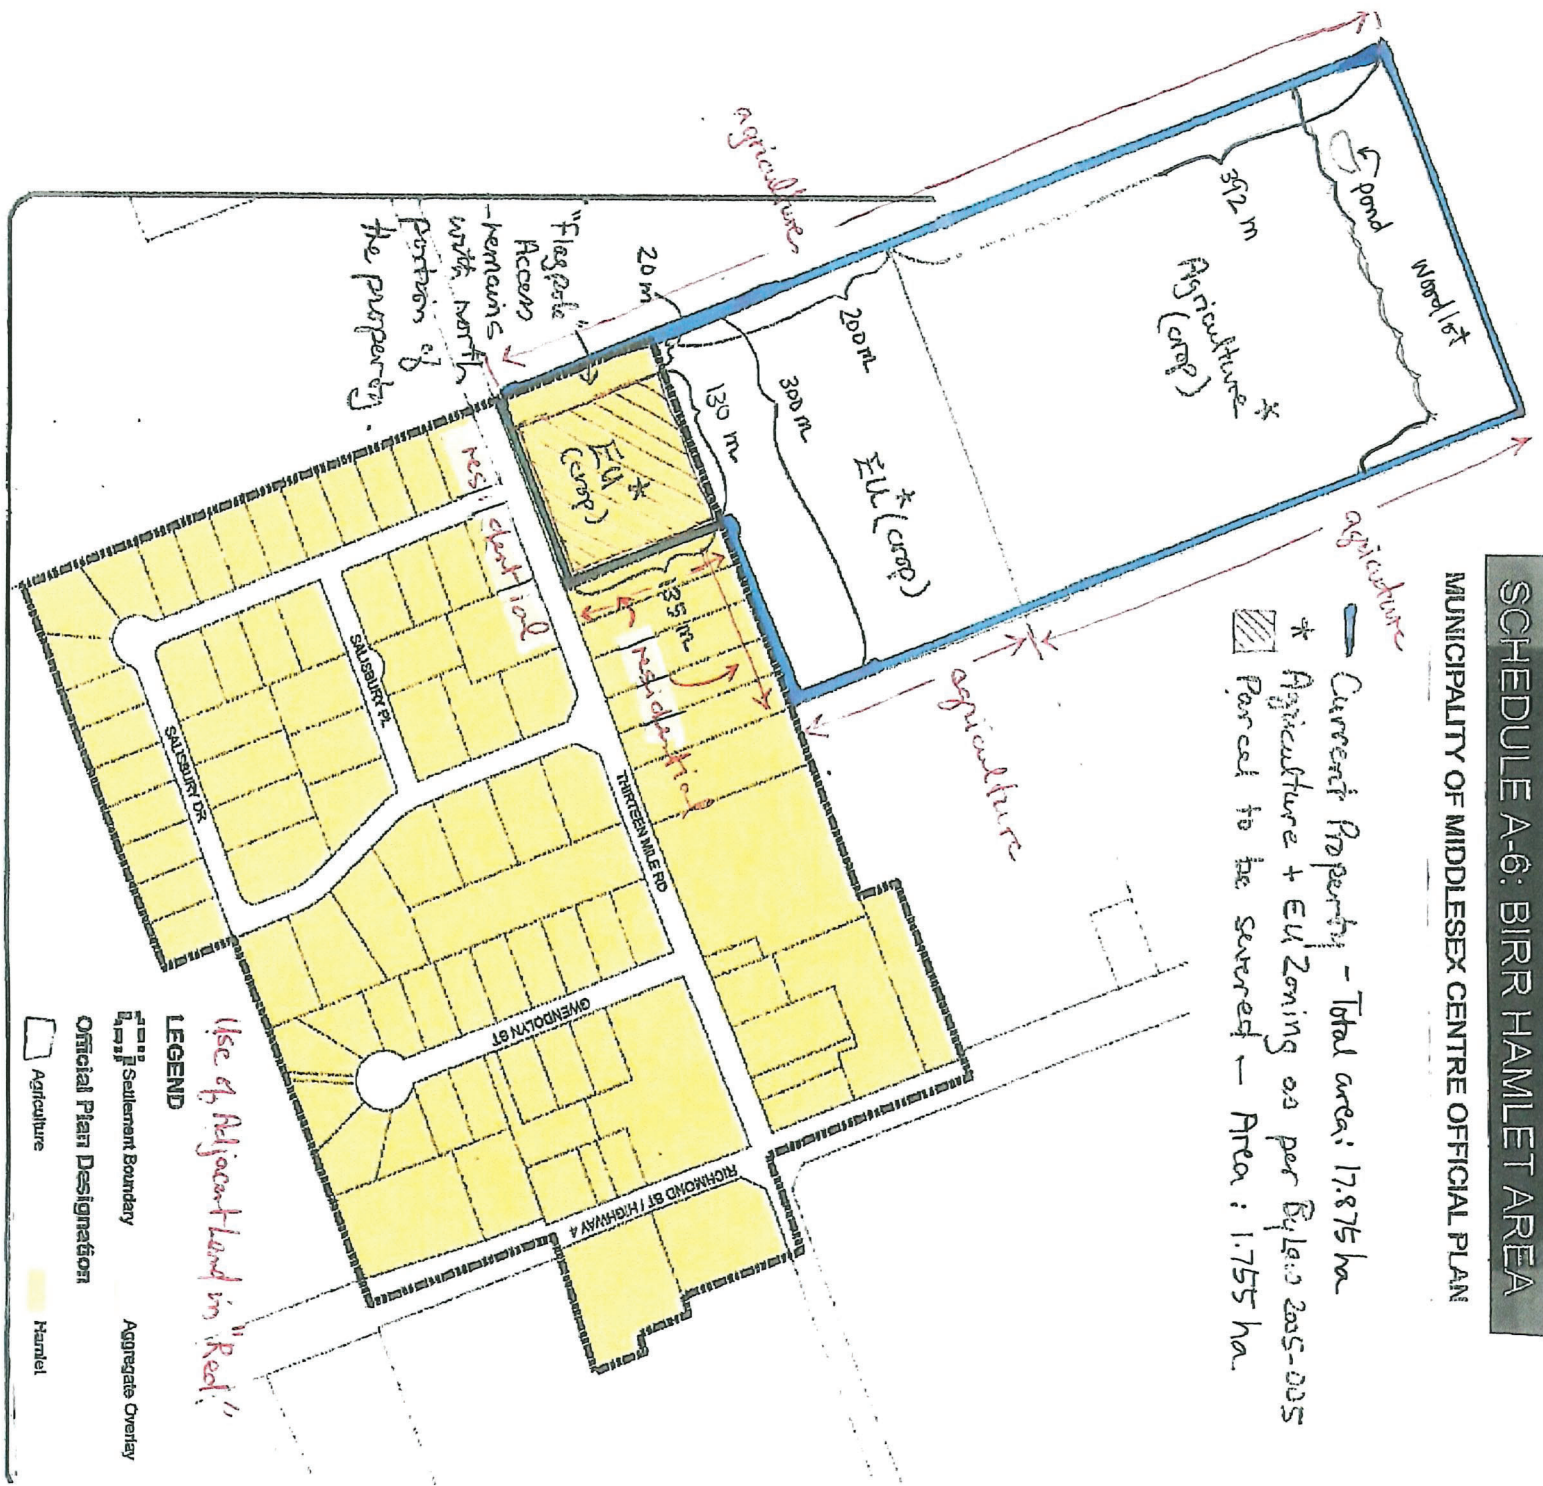 SCHEDULE A-6: BIRR HAMLET AREA
MUNICIPALITY OF MIDDLESEX CENTRE OFFICIAL PLAN
Current Property - Total area: 17.875 ha
* Agriculture + EU Zoning as per Bylaw 2005-005
Parcel to be severed - Area: 1.755 ha.
woodlot
pond
392 m
Agriculture *
(crop)
agriculture
agriculture
agriculture
200m
300m
EU * (crop)
130 m
20 m
"Flagpole"
Access
-remains
with north
portion of
the property.
EU *
(crop)
135 m
residential
residential
THIRTEEN MILE RD
SALISBURY PL
SALISBURY DR
GWENDOLYN ST
RICHMOND ST / HIGHWAY 4
Use of Adjacent Land in "Red"
LEGEND
Settlement Boundary
Aggregate Overlay
Official Plan Designation
Agriculture
Hamlet